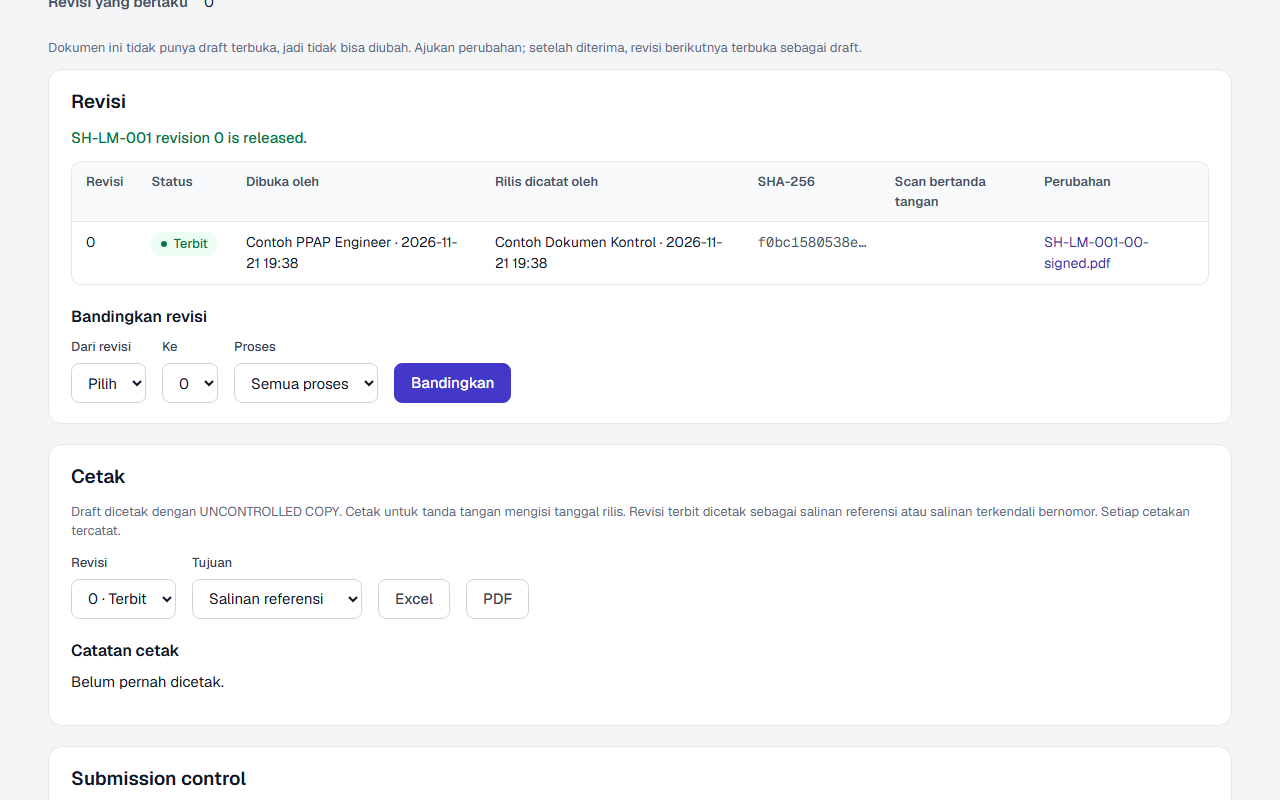 Revisi yang berlaku 0
Dokumen ini tidak punya draft terbuka, jadi tidak bisa diubah. Ajukan perubahan; setelah diterima, revisi berikutnya terbuka sebagai draft.
Revisi
SH-LM-001 revision 0 is released.
Revisi Status Dibuka oleh Rilis dicatat oleh SHA-256 Scan bertanda tangan Perubahan
0 Terbit Contoh PPAP Engineer · 2026-11-21 19:38 Contoh Dokumen Kontrol · 2026-11-21 19:38 f0bc1580538e… SH-LM-001-00-signed.pdf
Bandingkan revisi
Dari revisi Ke Proses
Pilih 0 Semua proses Bandingkan
Cetak
Draft dicetak dengan UNCONTROLLED COPY. Cetak untuk tanda tangan mengisi tanggal rilis. Revisi terbit dicetak sebagai salinan referensi atau salinan terkendali bernomor. Setiap cetakan
tercatat.
Revisi Tujuan
0 · Terbit Salinan referensi Excel PDF
Catatan cetak
Belum pernah dicetak.
Submission control